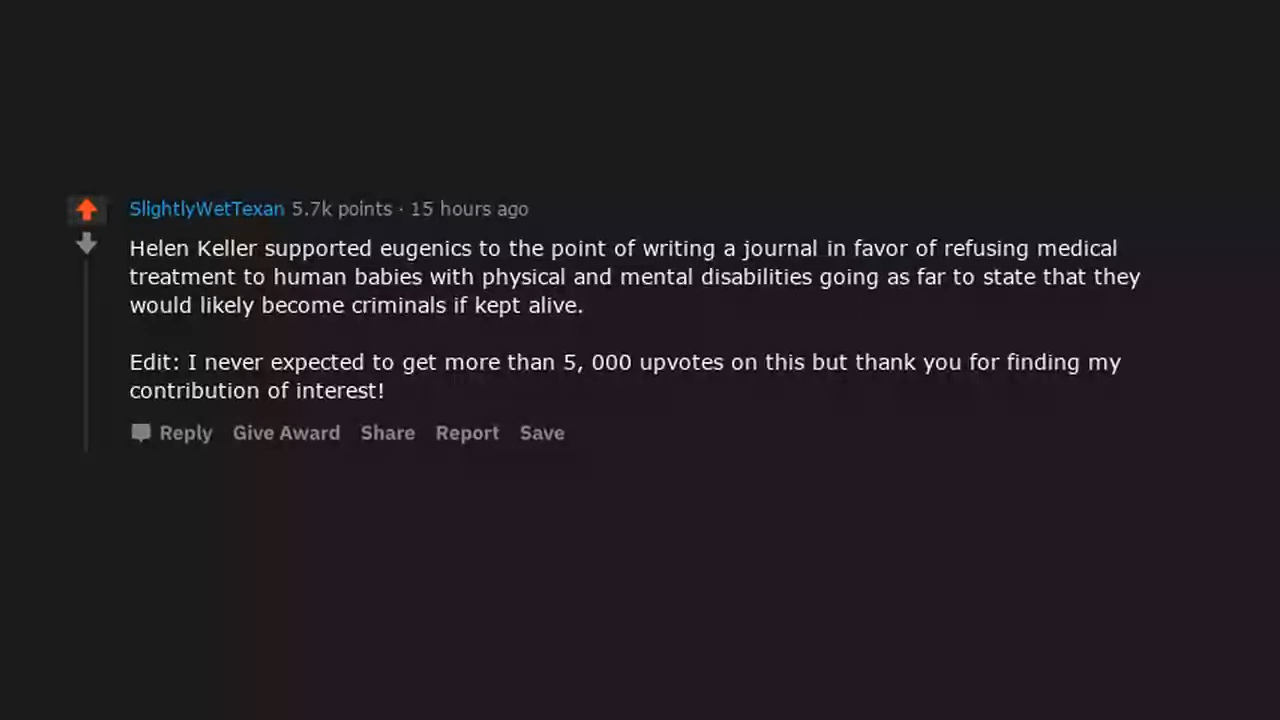 SlightlyWetTexan 5.7k points · 15 hours ago
Helen Keller supported eugenics to the point of writing a journal in favor of refusing medical
treatment to human babies with physical and mental disabilities going as far to state that they
would likely become criminals if kept alive.
Edit: I never expected to get more than 5, 000 upvotes on this but thank you for finding my
contribution of interest!
Reply Give Award Share Report Save